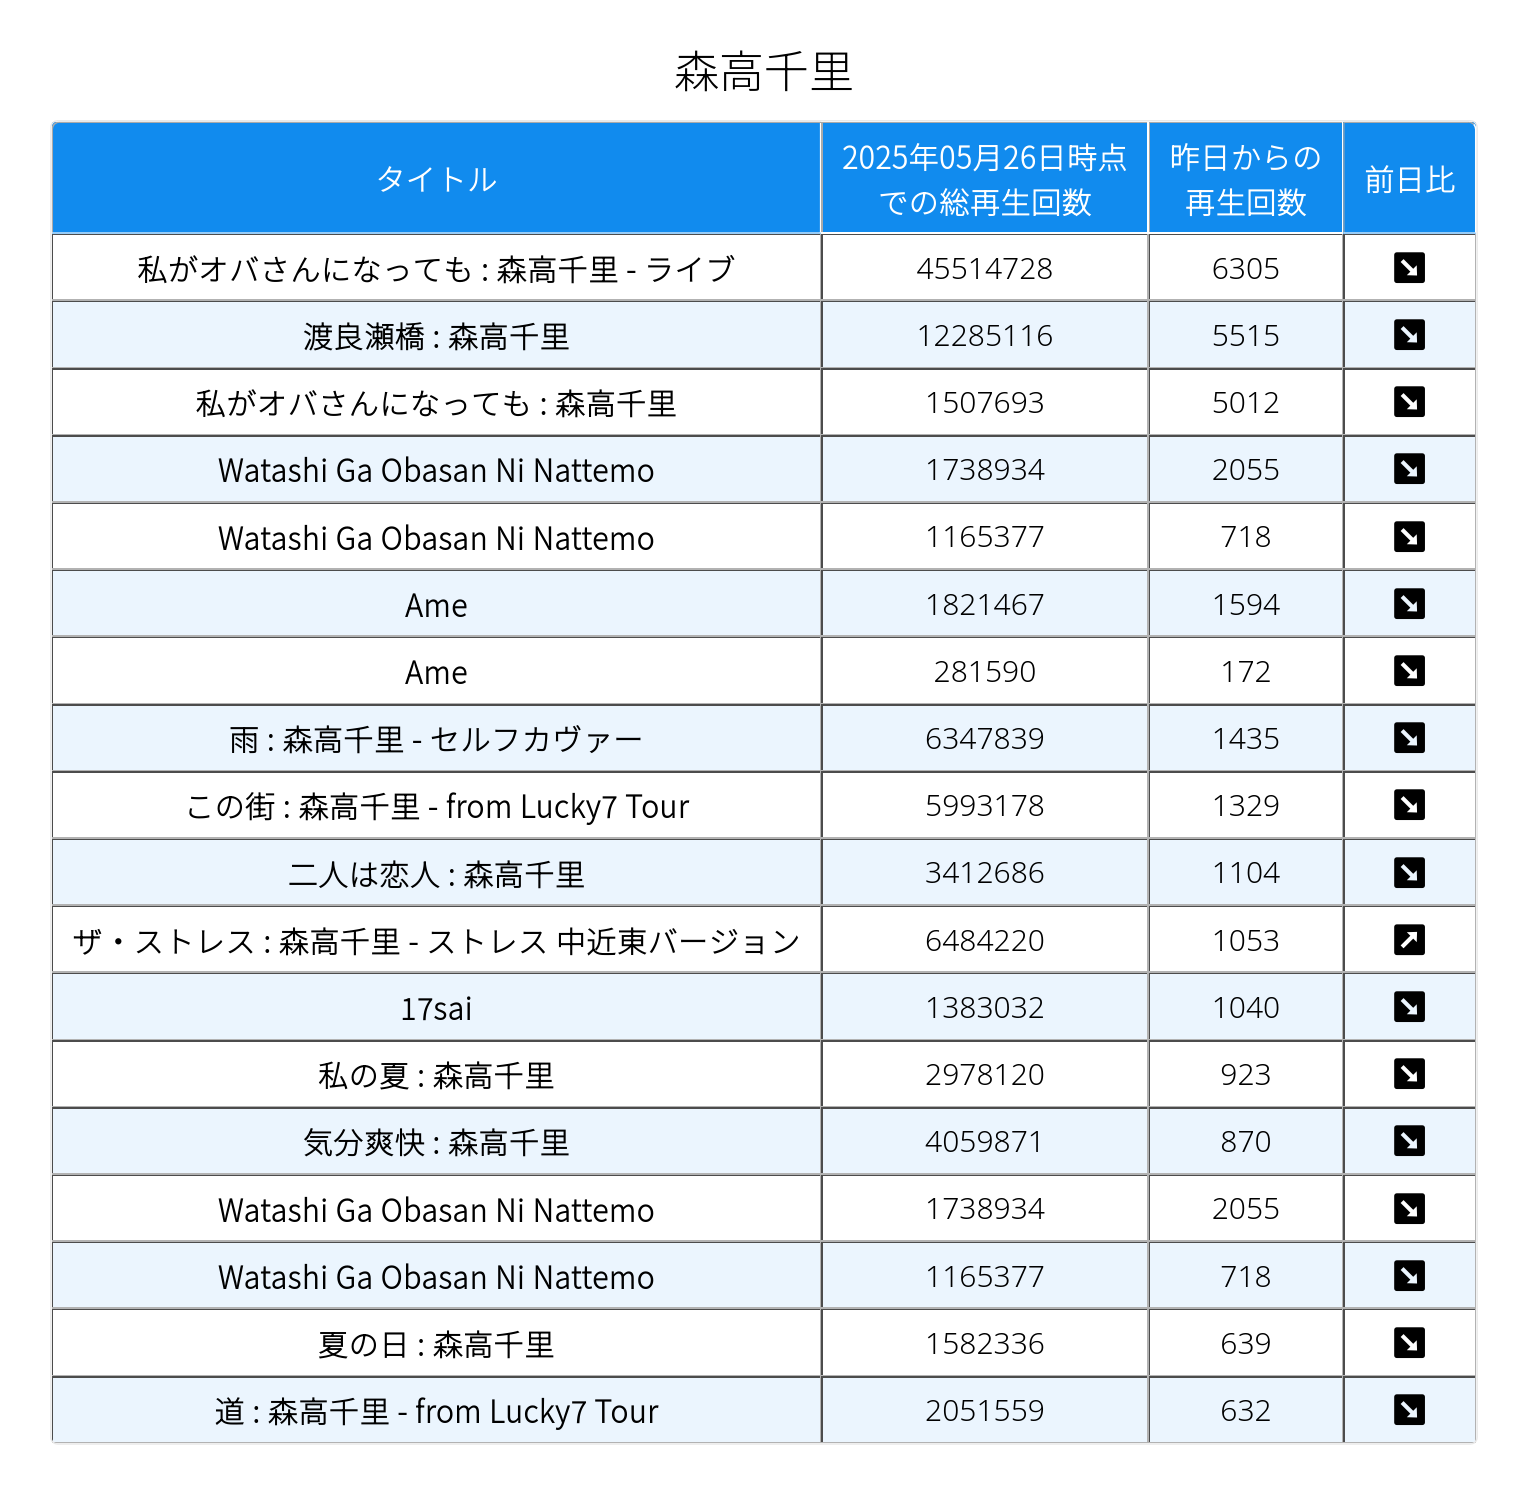 森高千里
タイトル
2025年05月26日時点
での総再生回数
昨日からの
再生回数
前日比
私がオバさんになっても : 森高千里 - ライブ 45514728 6305 ↘
渡良瀬橋 : 森高千里 12285116 5515 ↘
私がオバさんになっても : 森高千里 1507693 5012 ↘
Watashi Ga Obasan Ni Nattemo 1738934 2055 ↘
Watashi Ga Obasan Ni Nattemo 1165377 718 ↘
Ame 1821467 1594 ↘
Ame 281590 172 ↘
雨 : 森高千里 - セルフカヴァー 6347839 1435 ↘
この街 : 森高千里 - from Lucky7 Tour 5993178 1329 ↘
二人は恋人 : 森高千里 3412686 1104 ↘
ザ・ストレス : 森高千里 - ストレス 中近東バージョン 6484220 1053 ↗
17sai 1383032 1040 ↘
私の夏 : 森高千里 2978120 923 ↘
気分爽快 : 森高千里 4059871 870 ↘
Watashi Ga Obasan Ni Nattemo 1738934 2055 ↘
Watashi Ga Obasan Ni Nattemo 1165377 718 ↘
夏の日 : 森高千里 1582336 639 ↘
道 : 森高千里 - from Lucky7 Tour 2051559 632 ↘